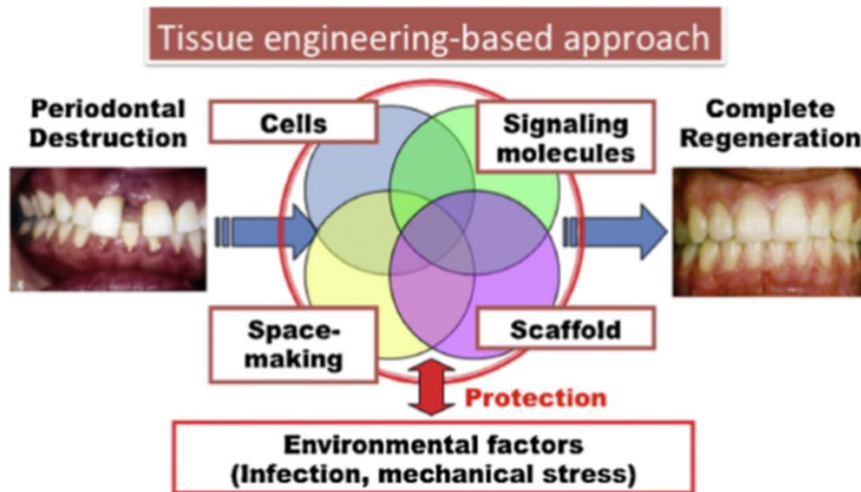 Tissue engineering-based approach
Periodontal
Destruction
Cells
Signaling
molecules
Complete
Regeneration
Space-
making
Scaffold
Protection
Environmental factors
(Infection, mechanical stress)